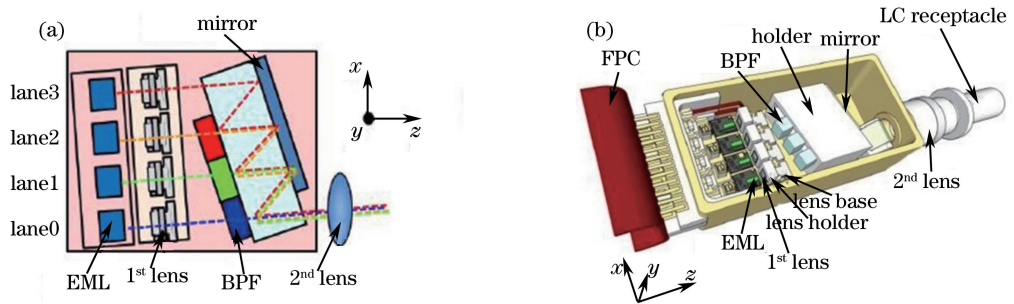 (a)
mirror
lane3
lane2
lane1
lane0
x
y
z
EML
1st lens
BPF
2nd lens
(b)
FPC
BPF
holder
mirror
LC receptacle
2nd lens
lens base
lens holder
EML
1st lens
x
y
z